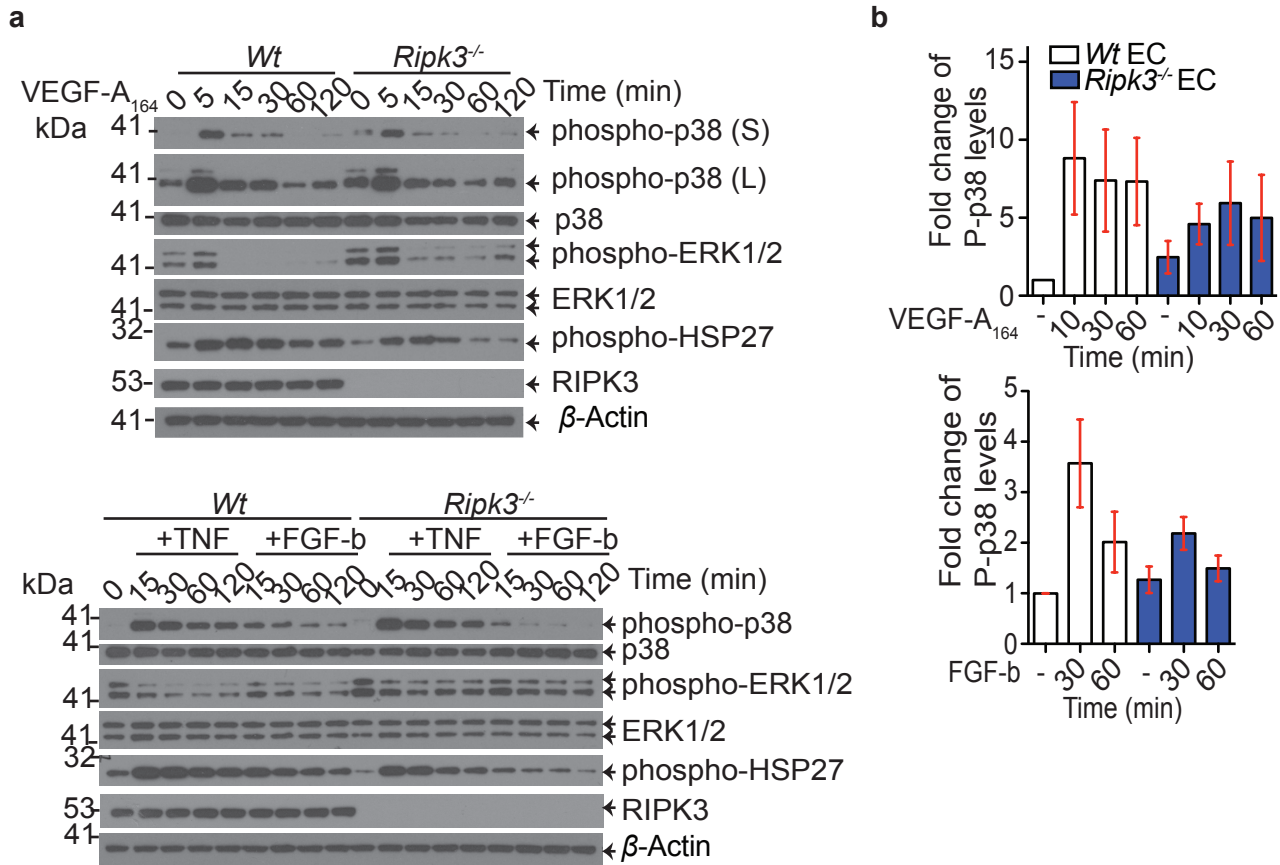 a
Wt Ripk3-/-
VEGF-A164 0 5 15 30 60 120 0 5 15 30 60 120 Time (min)
kDa
41 phospho-p38 (S)
41 phospho-p38 (L)
41 p38
41 phospho-ERK1/2
41 ERK1/2
32 phospho-HSP27
53 RIPK3
41 β-Actin
Wt Ripk3-/-
+TNF +FGF-b +TNF +FGF-b
kDa 0 15 30 60 120 15 30 60 120 0 15 30 60 120 15 30 60 120 Time (min)
41 phospho-p38
41 p38
41 phospho-ERK1/2
41 ERK1/2
32 phospho-HSP27
53 RIPK3
41 β-Actin
b
Wt EC
Ripk3-/- EC
Fold change of
P-p38 levels
15
10
5
0
VEGF-A164 - 10 30 60 - 10 30 60
Time (min)
Fold change of
P-p38 levels
5
4
3
2
1
0
FGF-b - 30 60 - 30 60
Time (min)